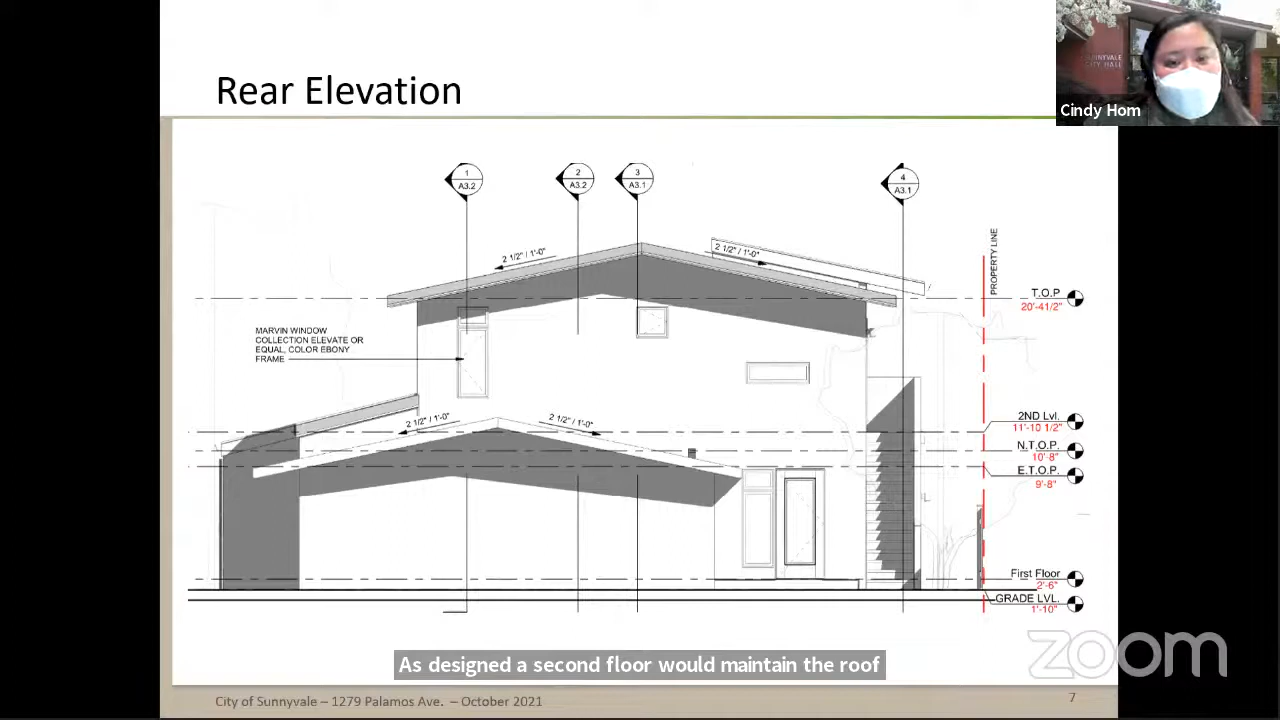 Rear Elevation
SUNNYVALE
CITY HALL
Cindy Hom
1
A3.2
2
A3.2
3
A3.1
4
A3.1
PROPERTY LINE
2 1/2" / 1'-0"
2 1/2" / 1'-0"
T.O.P
20'-41/2"
MARVIN WINDOW
COLLECTION ELEVATE OR
EQUAL, COLOR EBONY
FRAME
2 1/2" / 1'-0"
2 1/2" / 1'-0"
2ND Lvl.
11'-10 1/2"
N.T.O.P.
10'-8"
E.T.O.P.
9'-8"
First Floor
2'-6"
GRADE LVL.
1'-10"
zoom
As designed a second floor would maintain the roof
City of Sunnyvale – 1279 Palamos Ave. – October 2021
7